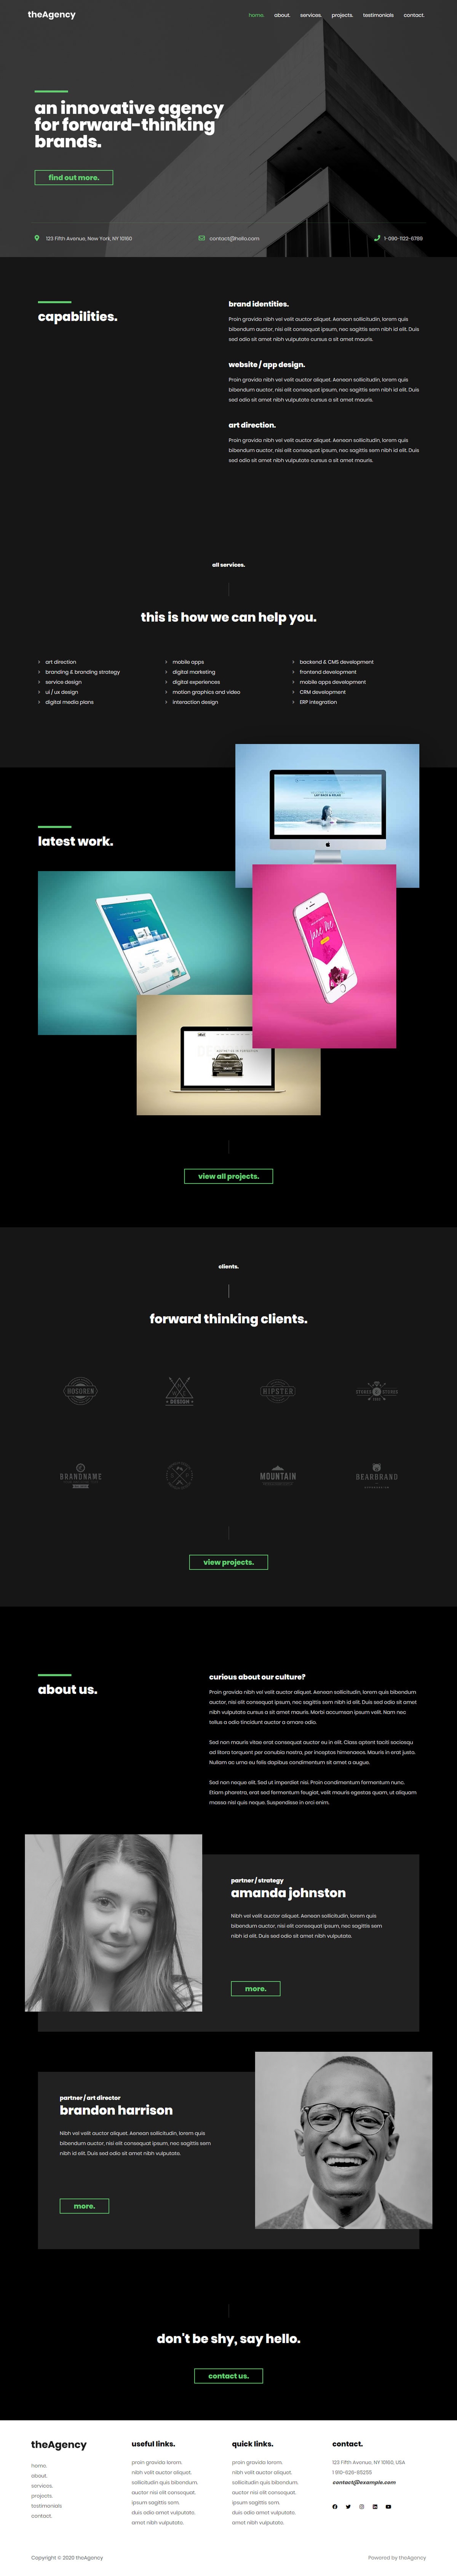 theAgency
home.
about.
services.
projects.
testimonials
contact.
an innovative agency
for forward-thinking
brands.
find out more.
123 Fifth Avenue, New York, NY 10160
contact@hello.com
1-090-1122-6789
capabilities.
brand identities.
Proin gravida nibh vel velit auctor aliquet. Aenean sollicitudin, lorem quis
bibendum auctor, nisi elit consequat ipsum, nec sagittis sem nibh id elit. Duis
sed odio sit amet nibh vulputate cursus a sit amet mauris.
website / app design.
Proin gravida nibh vel velit auctor aliquet. Aenean sollicitudin, lorem quis
bibendum auctor, nisi elit consequat ipsum, nec sagittis sem nibh id elit. Duis
sed odio sit amet nibh vulputate cursus a sit amet mauris.
art direction.
Proin gravida nibh vel velit auctor aliquet. Aenean sollicitudin, lorem quis
bibendum auctor, nisi elit consequat ipsum, nec sagittis sem nibh id elit. Duis
sed odio sit amet nibh vulputate cursus a sit amet mauris.
all services.
this is how we can help you.
art direction
branding & branding strategy
service design
ui / ux design
digital media plans
mobile apps
digital marketing
digital experiences
motion graphics and video
interaction design
backend & CMS development
frontend development
mobile apps development
CRM development
ERP integration
latest work.
view all projects.
clients.
forward thinking clients.
HIPSTER
BRANDNAME
MOUNTAIN
BEARBRAND
view projects.
about us.
curious about our culture?
Proin gravida nibh vel velit auctor aliquet. Aenean sollicitudin, lorem quis bibendum
auctor, nisi elit consequat ipsum, nec sagittis sem nibh id elit. Duis sed odio sit amet
nibh vulputate cursus a sit amet mauris. Morbi accumsan ipsum velit. Nam nec
tellus a odio tincidunt auctor a ornare odio.
Sed non mauris vitae erat consequat auctor eu in elit. Class aptent taciti sociosqu
ad litora torquent per conubia nostra, per inceptos himenaeos. Mauris in erat justo.
Nullam ac urna eu felis dapibus condimentum sit amet a augue.
Sed non neque elit. Sed ut imperdiet nisi. Proin condimentum fermentum nunc.
Etiam pharetra, erat sed fermentum feugiat, velit mauris egestas quam, ut aliquam
massa nisl quis neque. Suspendisse in orci enim.
partner / strategy
amanda johnston
Nibh vel velit auctor aliquet. Aenean sollicitudin, lorem quis
bibendum auctor, nisi elit consequat ipsum, nec sagittis sem
nibh id elit. Duis sed odio sit amet nibh vulputate.
more.
partner / art director
brandon harrison
Nibh vel velit auctor aliquet. Aenean sollicitudin, lorem quis
bibendum auctor, nisi elit consequat ipsum, nec sagittis sem
nibh id elit. Duis sed odio sit amet nibh vulputate.
more.
don't be shy, say hello.
contact us.
theAgency
home.
about.
services.
projects.
testimonials
contact.
useful links.
proin gravida lorem.
nibh velit auctor aliquet.
sollicitudin quis bibendum,
auctor nisi elit consequat.
ipsum sagittis sem.
duis odio amet vulputate.
amet nibh vulputate.
quick links.
proin gravida lorem.
nibh velit auctor aliquet.
sollicitudin quis bibendum
auctor nisi elit consequat.
ipsum sagittis sem.
duis odio amet vulputate.
amet nibh vulputate.
contact.
123 Fifth Avenue, NY 10160, USA
1 910-626-85255
contact@example.com
Copyright © 2020 theAgency
Powered by theAgency